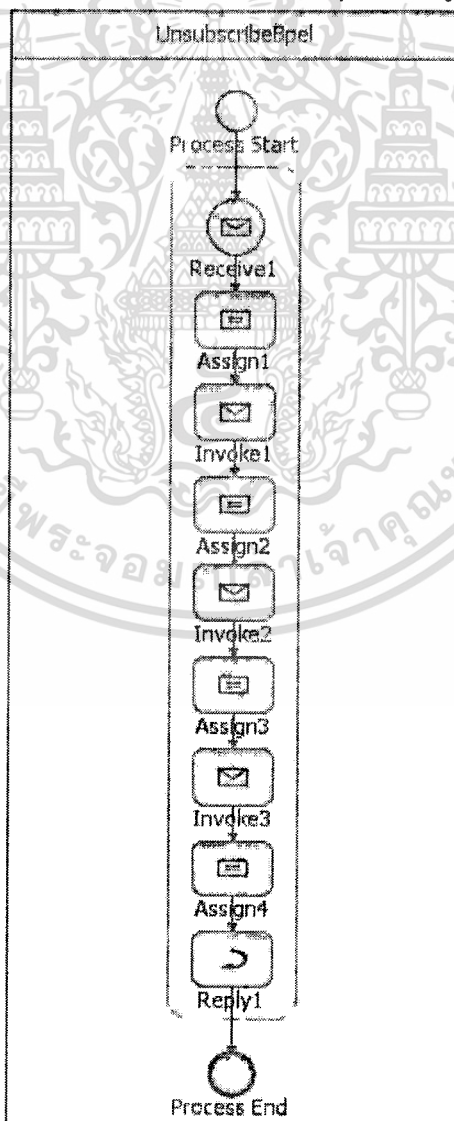 UnsubscribeBpel
Process Start
Receive1
Assign1
Invoke1
Assign2
Invoke2
Assign3
Invoke3
Assign4
Reply1
Process End